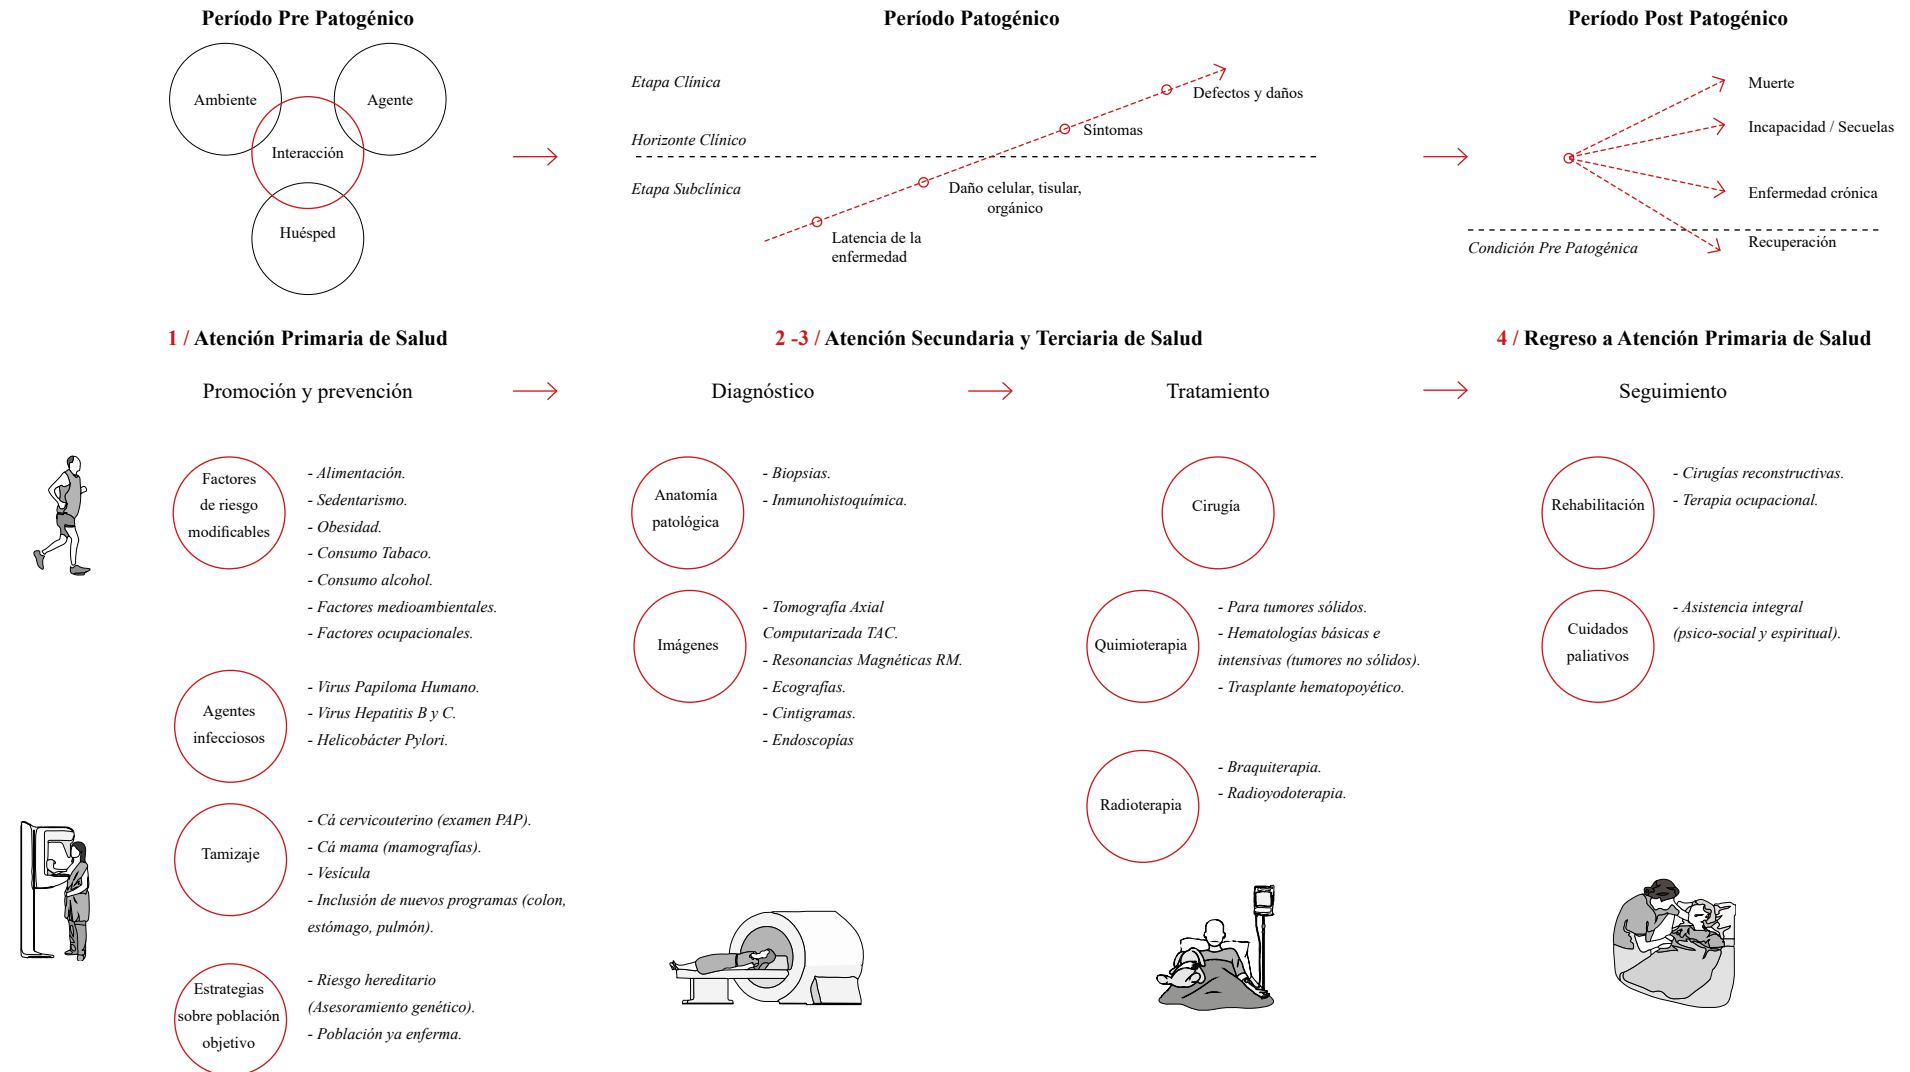 Período Pre Patogénico
Ambiente
Agente
Interacción
Huésped
Período Patogénico
Etapa Clínica
Horizonte Clínico
Etapa Subclínica
Defectos y daños
Síntomas
Daño celular, tisular,
orgánico
Latencia de la
enfermedad
Período Post Patogénico
Muerte
Incapacidad / Secuelas
Enfermedad crónica
Condición Pre Patogénica
Recuperación
1 / Atención Primaria de Salud
2 -3 / Atención Secundaria y Terciaria de Salud
4 / Regreso a Atención Primaria de Salud
Promoción y prevención
Diagnóstico
Tratamiento
Seguimiento
Factores
de riesgo
modificables
- Alimentación.
- Sedentarismo.
- Obesidad.
- Consumo Tabaco.
- Consumo alcohol.
- Factores medioambientales.
- Factores ocupacionales.
Agentes
infecciosos
- Virus Papiloma Humano.
- Virus Hepatitis B y C.
- Helicobácter Pylori.
Tamizaje
- Cá cervicouterino (examen PAP).
- Cá mama (mamografías).
- Vesícula
- Inclusión de nuevos programas (colon,
estómago, pulmón).
Estrategias
sobre población
objetivo
- Riesgo hereditario
(Asesoramiento genético).
- Población ya enferma.
Anatomía
patológica
- Biopsias.
- Inmunohistoquímica.
Imágenes
- Tomografía Axial
Computarizada TAC.
- Resonancias Magnéticas RM.
- Ecografías.
- Cintigramas.
- Endoscopías
Cirugía
Quimioterapia
- Para tumores sólidos.
- Hematologías básicas e
intensivas (tumores no sólidos).
- Trasplante hematopoyético.
Radioterapia
- Braquiterapia.
- Radioyodoterapia.
Rehabilitación
- Cirugías reconstructivas.
- Terapia ocupacional.
Cuidados
paliativos
- Asistencia integral
(psico-social y espiritual).